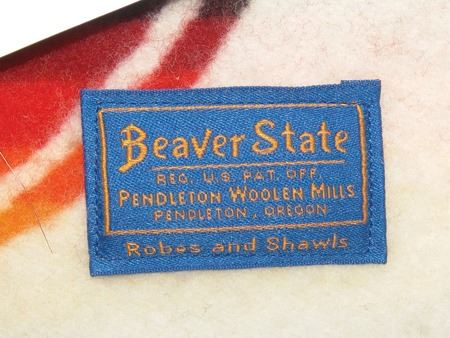 Beaver State
REG. U.S. PAT. OFF.
PENDLETON WOOLEN MILLS
PENDLETON, OREGON
Robes and Shawls